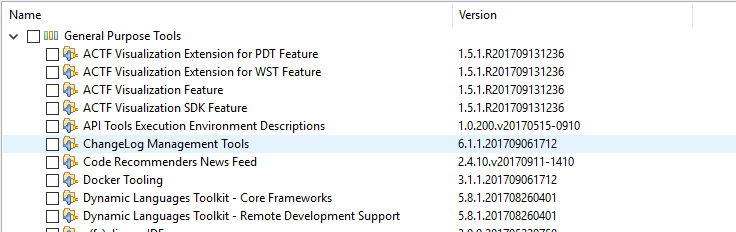 Name Version
General Purpose Tools
ACTF Visualization Extension for PDT Feature 1.5.1.R201709131236
ACTF Visualization Extension for WST Feature 1.5.1.R201709131236
ACTF Visualization Feature 1.5.1.R201709131236
ACTF Visualization SDK Feature 1.5.1.R201709131236
API Tools Execution Environment Descriptions 1.0.200.v20170515-0910
ChangeLog Management Tools 6.1.1.201709061712
Code Recommenders News Feed 2.4.10.v20170911-1410
Docker Tooling 3.1.1.201709061712
Dynamic Languages Toolkit - Core Frameworks 5.8.1.201708260401
Dynamic Languages Toolkit - Remote Development Support 5.8.1.201708260401